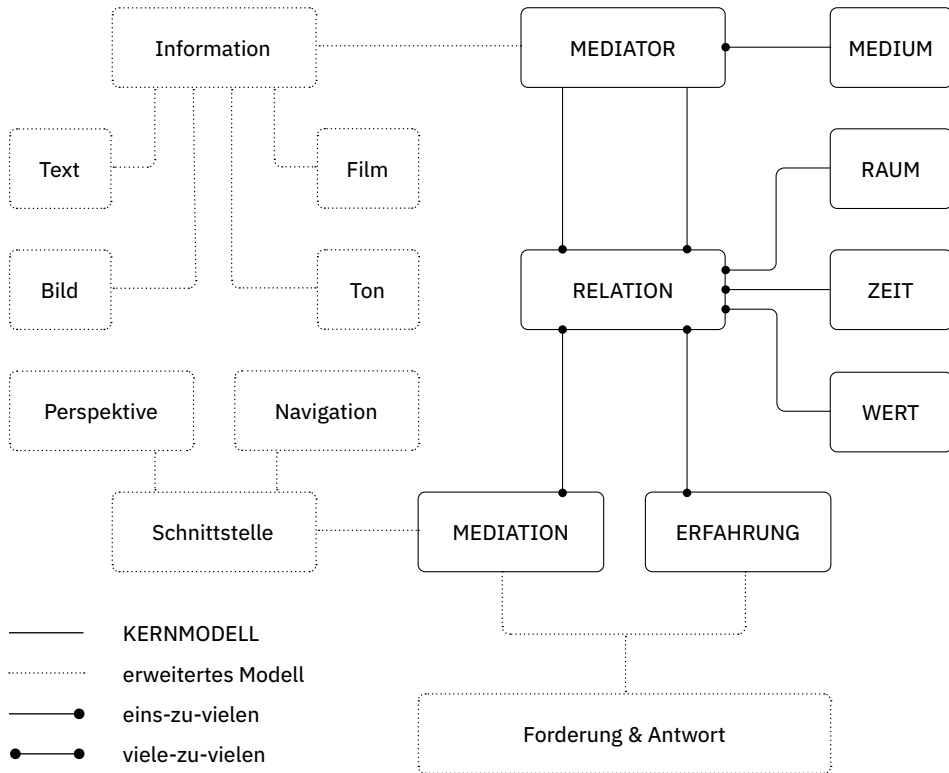 Information
MEDIATOR
MEDIUM
Text
Film
RAUM
Bild
Ton
RELATION
ZEIT
Perspektive
Navigation
WERT
Schnittstelle
MEDIATION
ERFAHRUNG
KERNMODELL
erweitertes Modell
eins-zu-vielen
viele-zu-vielen
Forderung & Antwort